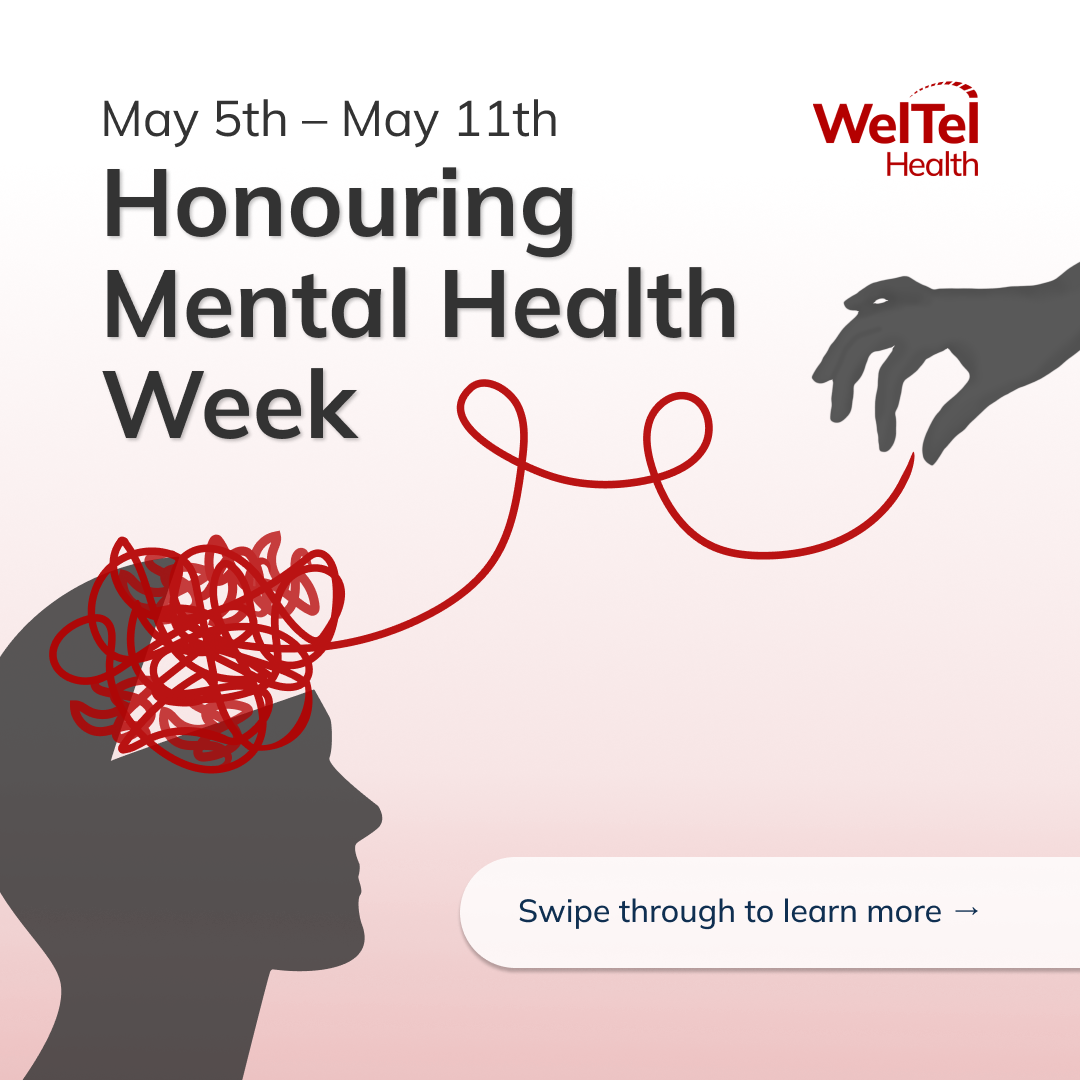 May 5th – May 11th
WelTel
Health
Honouring
Mental Health
Week
Swipe through to learn more →